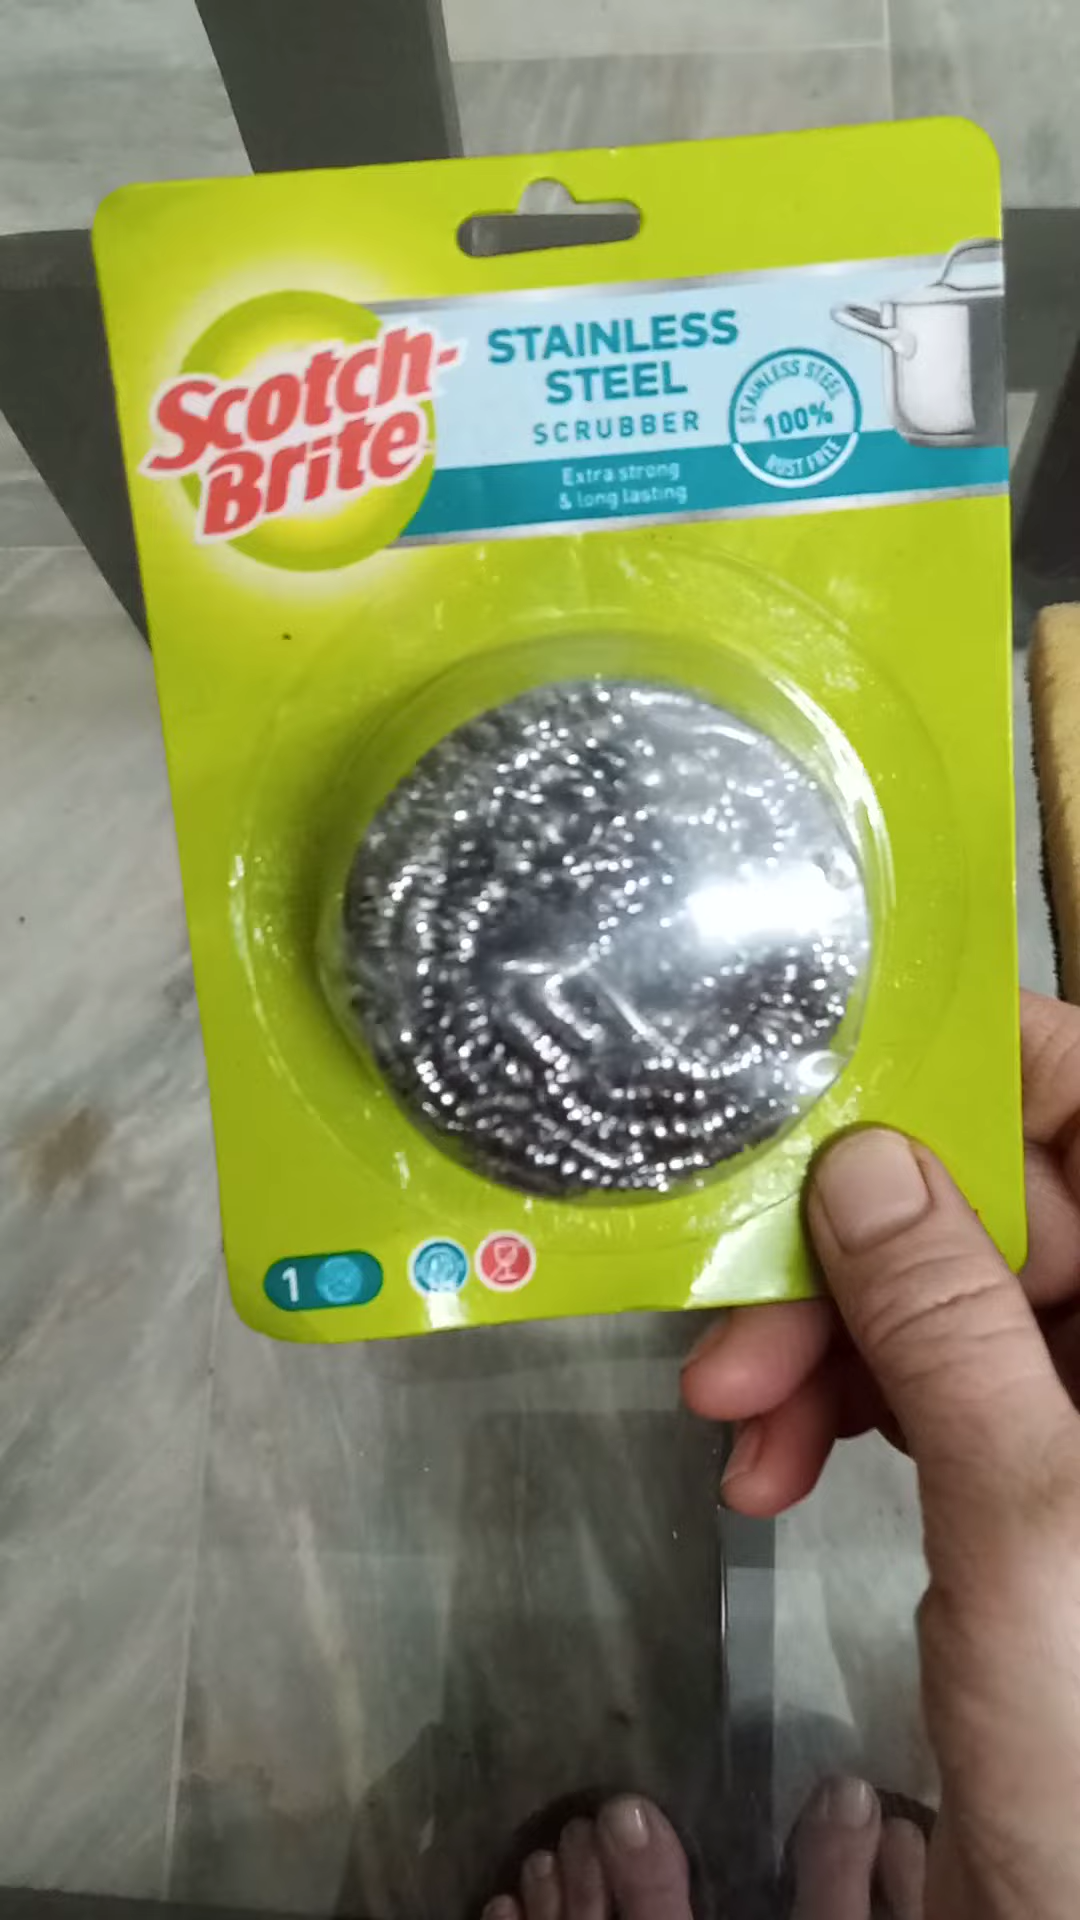 Scotch-
Brite
STAINLESS
STEEL
SCRUBBER
Extra strong
& long lasting
STAINLESS STEEL
100%
RUST FREE
1